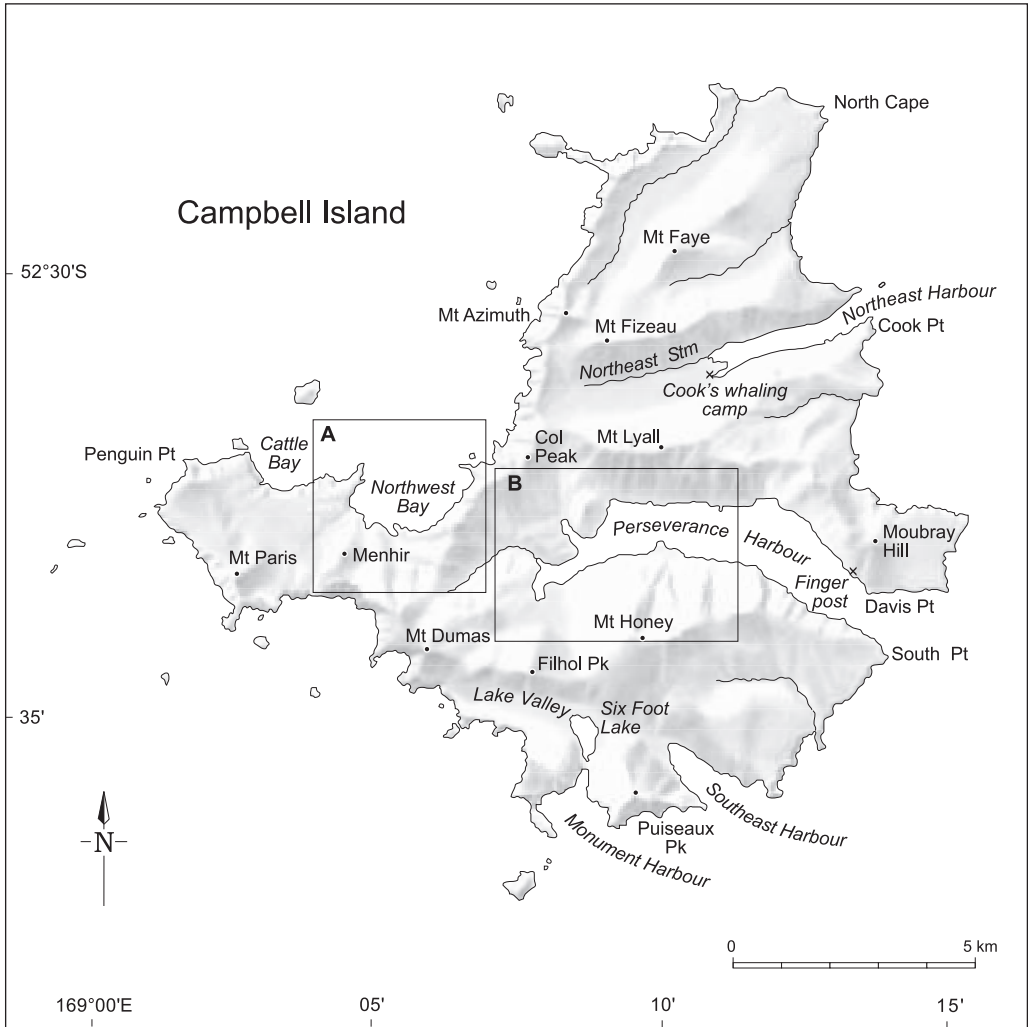 North Cape
Campbell Island
Mt Faye
52°30'S
Northeast Harbour
Mt Azimuth
Mt Fizeau
Cook Pt
Northeast Stm
Cook's whaling
camp
A
Col
Peak
Mt Lyall
Penguin Pt
Cattle
Bay
B
Northwest
Bay
Perseverance Harbour
Moubray
Hill
Menhir
Mt Paris
Finger
post
Davis Pt
Mt Honey
Mt Dumas
South Pt
Filhol Pk
Lake Valley
Six Foot
Lake
35'
Southeast Harbour
Monument Harbour
Puiseaux
Pk
N
0
5 km
169°00'E
05'
10'
15'